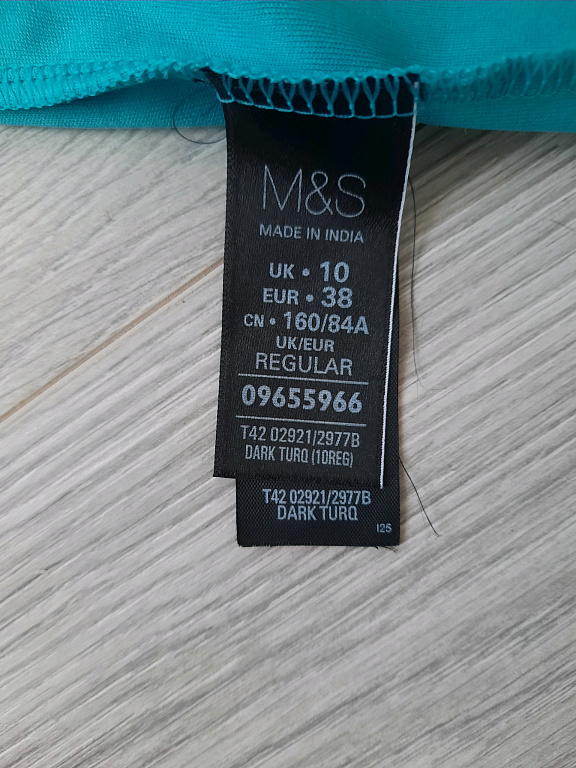 M&S
MADE IN INDIA
UK • 10
EUR • 38
CN • 160/84A
UK/EUR
REGULAR
09655966
T42 02921/2977B
DARK TURQ (10REG)
T42 02921/2977B
DARK TURQ
125